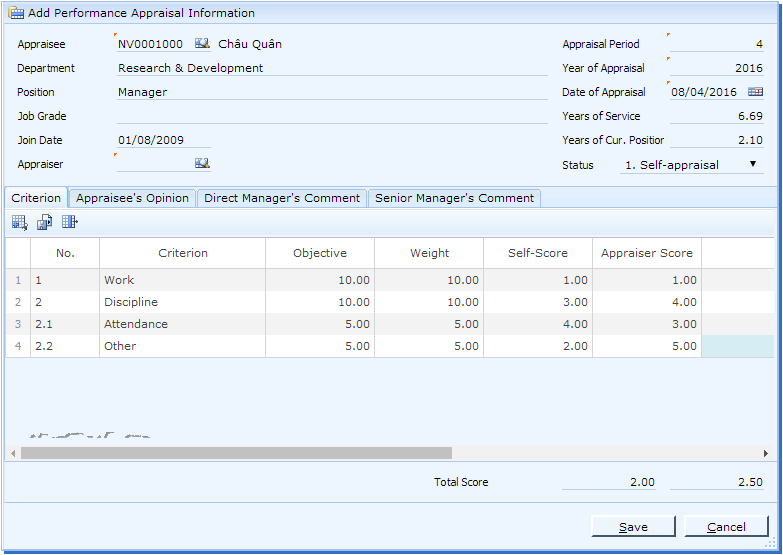 Add Performance Appraisal Information
Appraisee NV0001000 Châu Quân Appraisal Period 4
Department Research & Development Year of Appraisal 2016
Position Manager Date of Appraisal 08/04/2016
Job Grade Years of Service 6.69
Join Date 01/08/2009 Years of Cur. Position 2.10
Appraiser Status 1. Self-appraisal
Criterion Appraisee's Opinion Direct Manager's Comment Senior Manager's Comment
No. Criterion Objective Weight Self-Score Appraiser Score
1 1 Work 10.00 10.00 1.00 1.00
2 2 Discipline 10.00 10.00 3.00 4.00
3 2.1 Attendance 5.00 5.00 4.00 3.00
4 2.2 Other 5.00 5.00 2.00 5.00
Total Score 2.00 2.50
Save Cancel